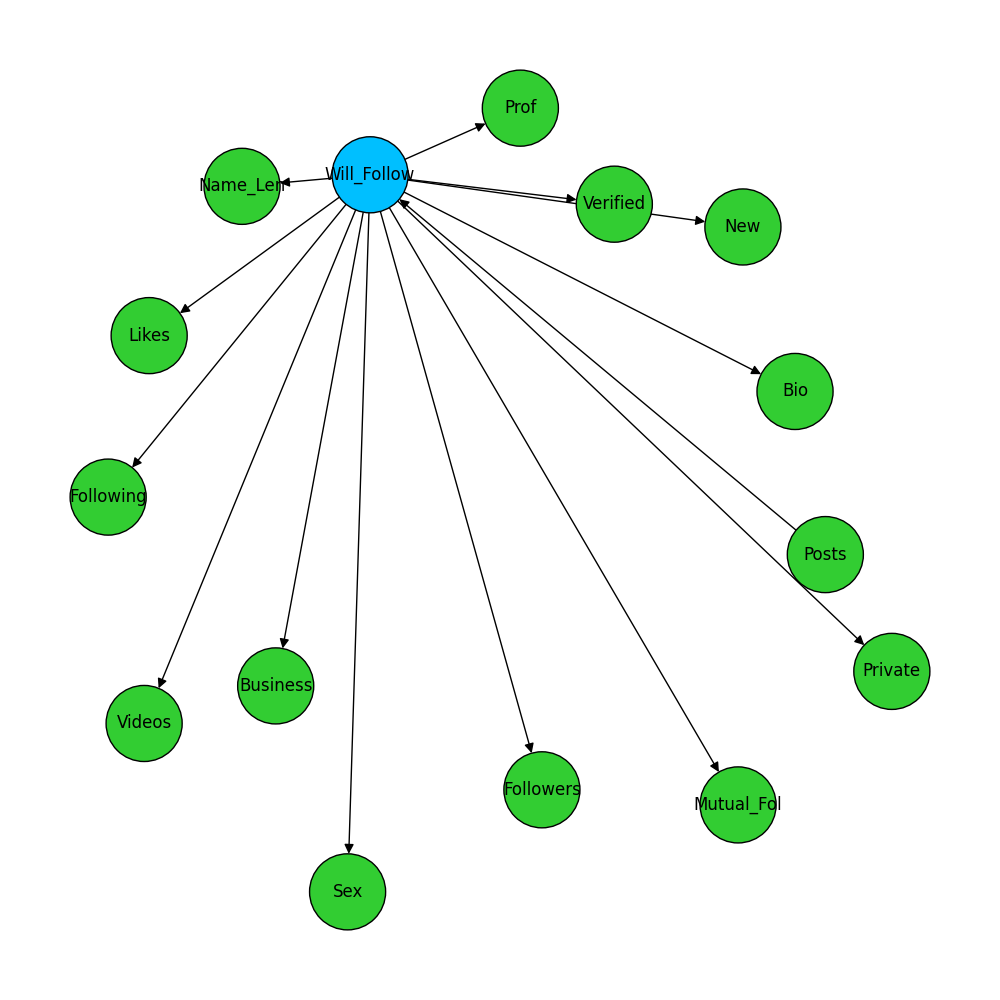 Prof
Will_Follow
Name_Len
Verified
New
Likes
Bio
Following
Posts
Private
Business
Videos
Followers
Mutual_Fol
Sex